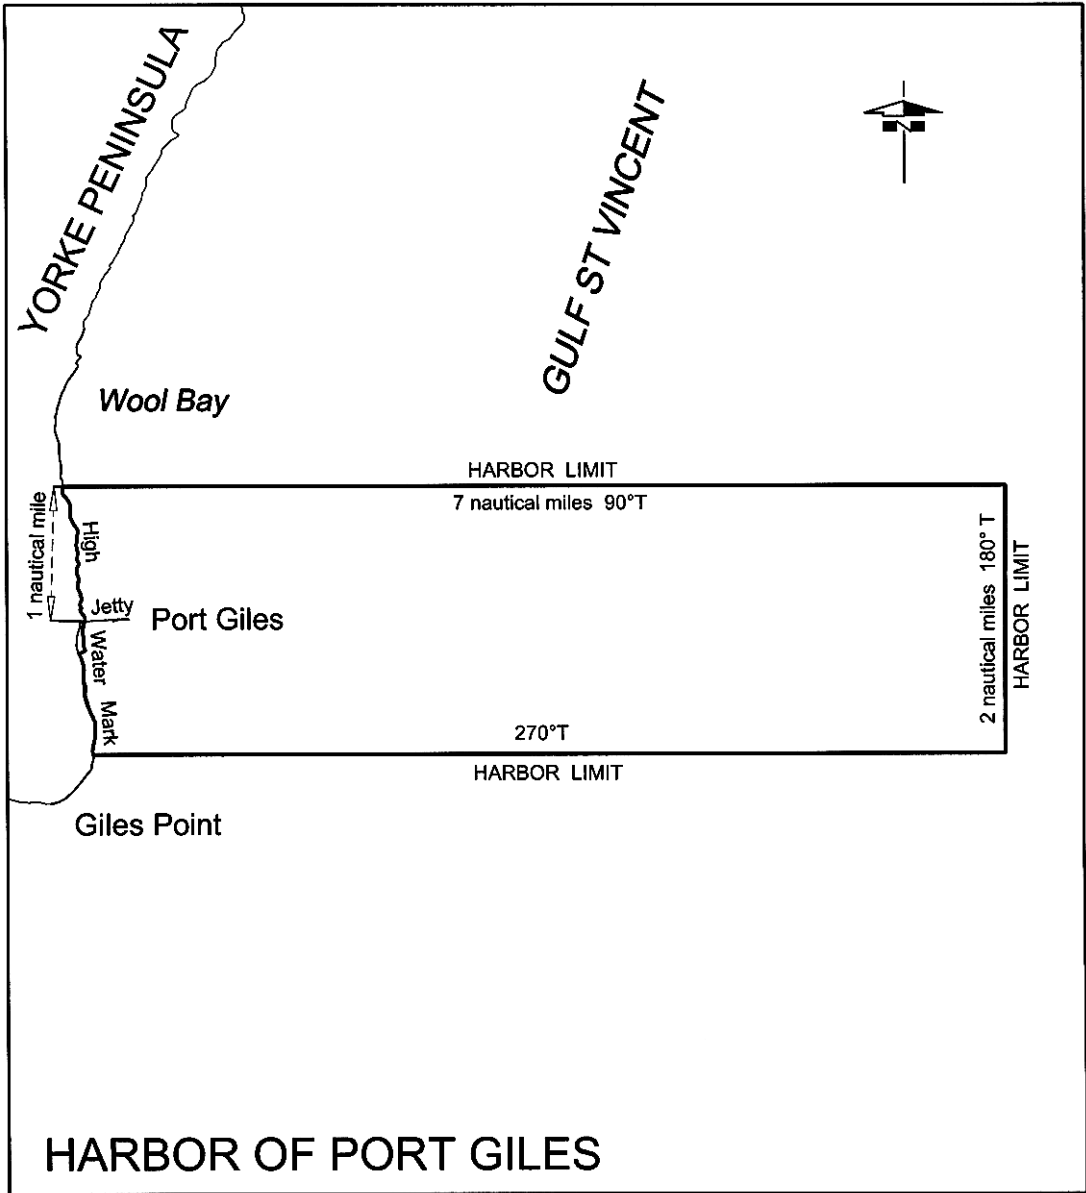 YORKE PENINSULA
GULF ST VINCENT
N
Wool Bay
HARBOR LIMIT
7 nautical miles 90°T
1 nautical mile
High
Jetty
Port Giles
Water
Mark
2 nautical miles 180° T
HARBOR LIMIT
270°T
HARBOR LIMIT
Giles Point
HARBOR OF PORT GILES